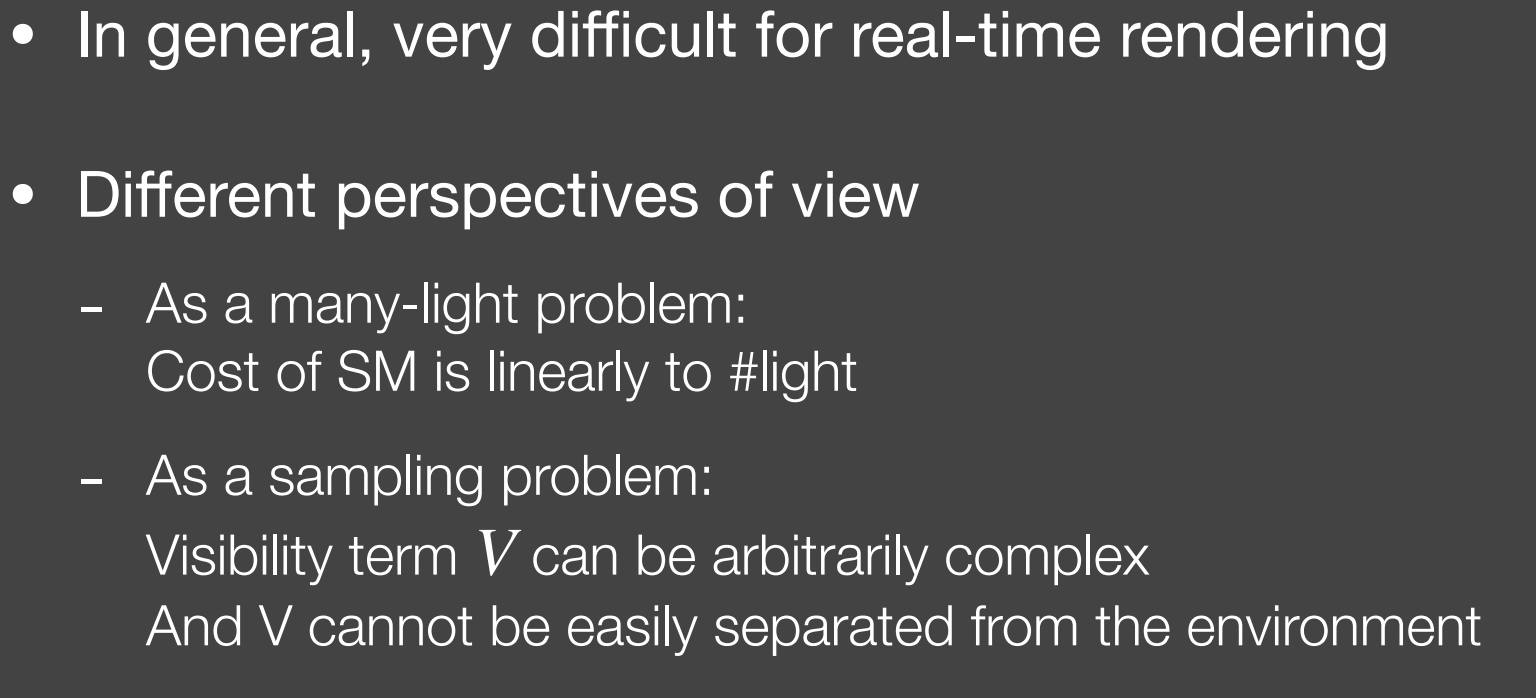 • In general, very difficult for real-time rendering
• Different perspectives of view
- As a many-light problem:
Cost of SM is linearly to #light
- As a sampling problem:
Visibility term V can be arbitrarily complex
And V cannot be easily separated from the environment